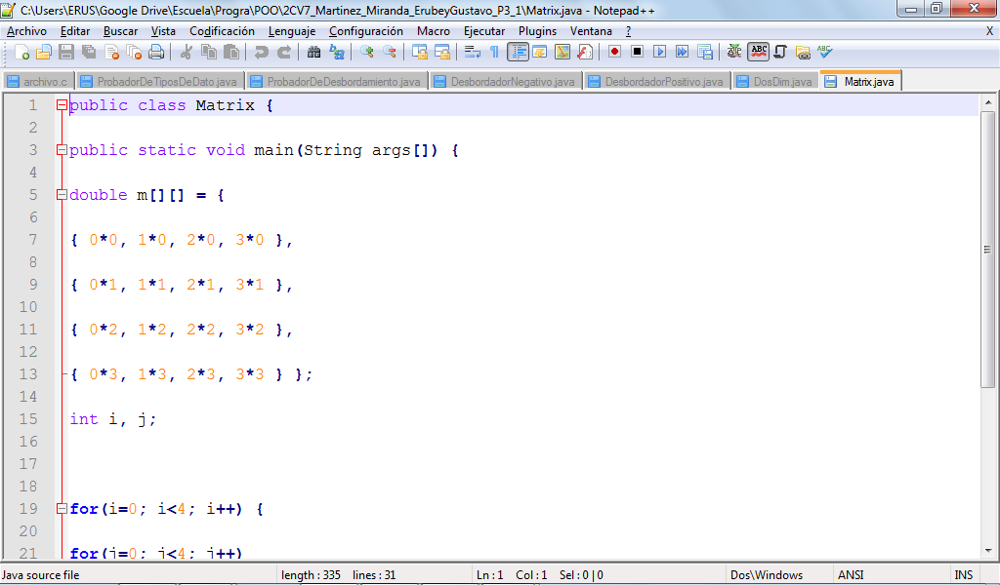 C:\Users\ERUS\Google Drive\Escuela\Progra\POO\2CV7_Martinez_Miranda_ErubeyGustavo_P3_1\Matrix.java - Notepad++
Archivo Editar Buscar Vista Codificación Lenguaje Configuración Macro Ejecutar Plugins Ventana ? X
archivo.c ProbadorDeTiposDeDato.java ProbadorDeDesbordamiento.java DesbordadorNegativo.java DesbordadorPositivo.java DosDim.java Matrix.java
1 public class Matrix {
2
3 public static void main(String args[]) {
4
5 double m[][] = {
6
7 { 0*0, 1*0, 2*0, 3*0 },
8
9 { 0*1, 1*1, 2*1, 3*1 },
10
11 { 0*2, 1*2, 2*2, 3*2 },
12
13 { 0*3, 1*3, 2*3, 3*3 } };
14
15 int i, j;
16
17
18
19 for(i=0; i<4; i++) {
20
21 for(j=0; j<4; j++)
Java source file length : 335 lines : 31 Ln : 1 Col : 1 Sel : 0 | 0 Dos\Windows ANSI INS